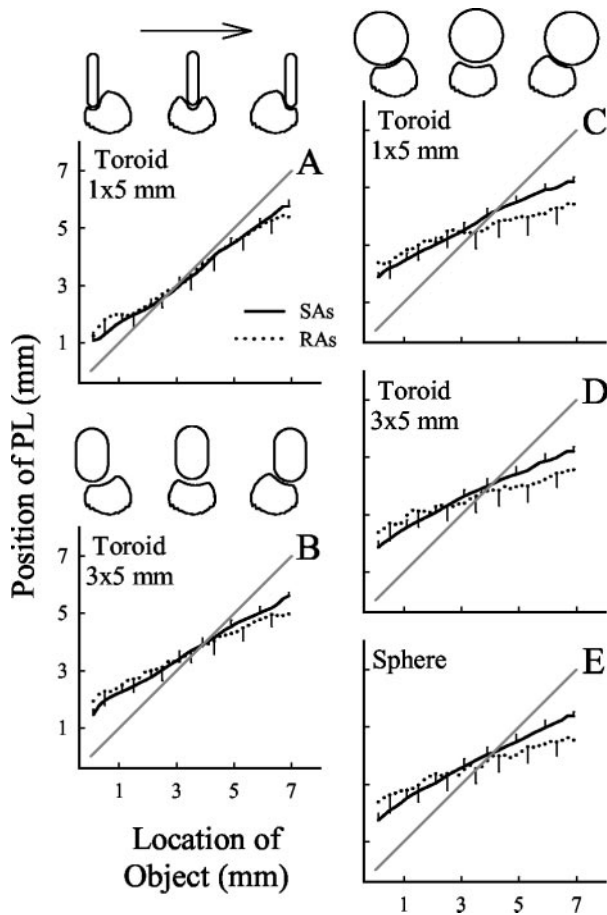 A
Toroid
1x5 mm
7
5
3
1
SAs
RAs
C
Toroid
1x5 mm
D
Toroid
3x5 mm
B
Toroid
3x5 mm
7
5
3
1
1 3 5 7
E
Sphere
1 3 5 7
Position of PL (mm)
Location of
Object (mm)